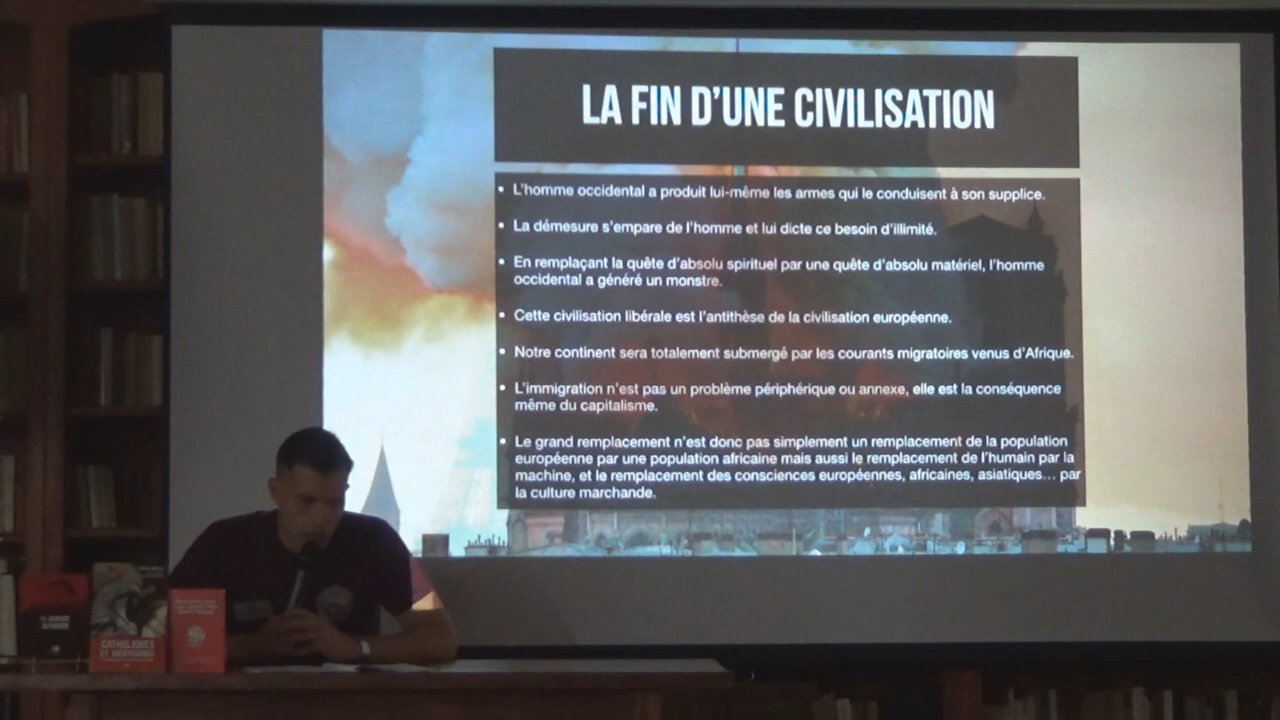 LA FIN D'UNE CIVILISATION
• L'homme occidental a produit lui-même les armes qui le conduisent à son supplice.
• La démesure s'empare de l'homme et lui dicte ce besoin d'illimité.
• En remplaçant la quête d'absolu spirituel par une quête d'absolu matériel, l'homme
occidental a généré un monstre.
• Cette civilisation libérale est l'antithèse de la civilisation européenne.
• Notre continent sera totalement submergé par les courants migratoires venus d'Afrique.
• L'immigration n'est pas un problème périphérique ou annexe, elle est la conséquence
même du capitalisme.
• Le grand remplacement n'est donc pas simplement un remplacement de la population
européenne par une population africaine mais aussi le remplacement de l'humain par la
machine, et le remplacement des consciences européennes, africaines, asiatiques... par
la culture marchande.
CATHOLIQUES
ET IDENTITAIRES